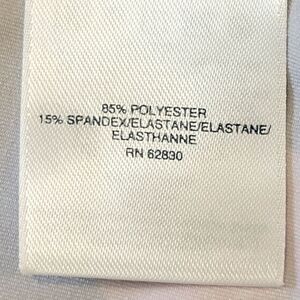 85% POLYESTER
15% SPANDEX/ELASTANE/ELASTANE/
ELASTHANNE
RN 62830